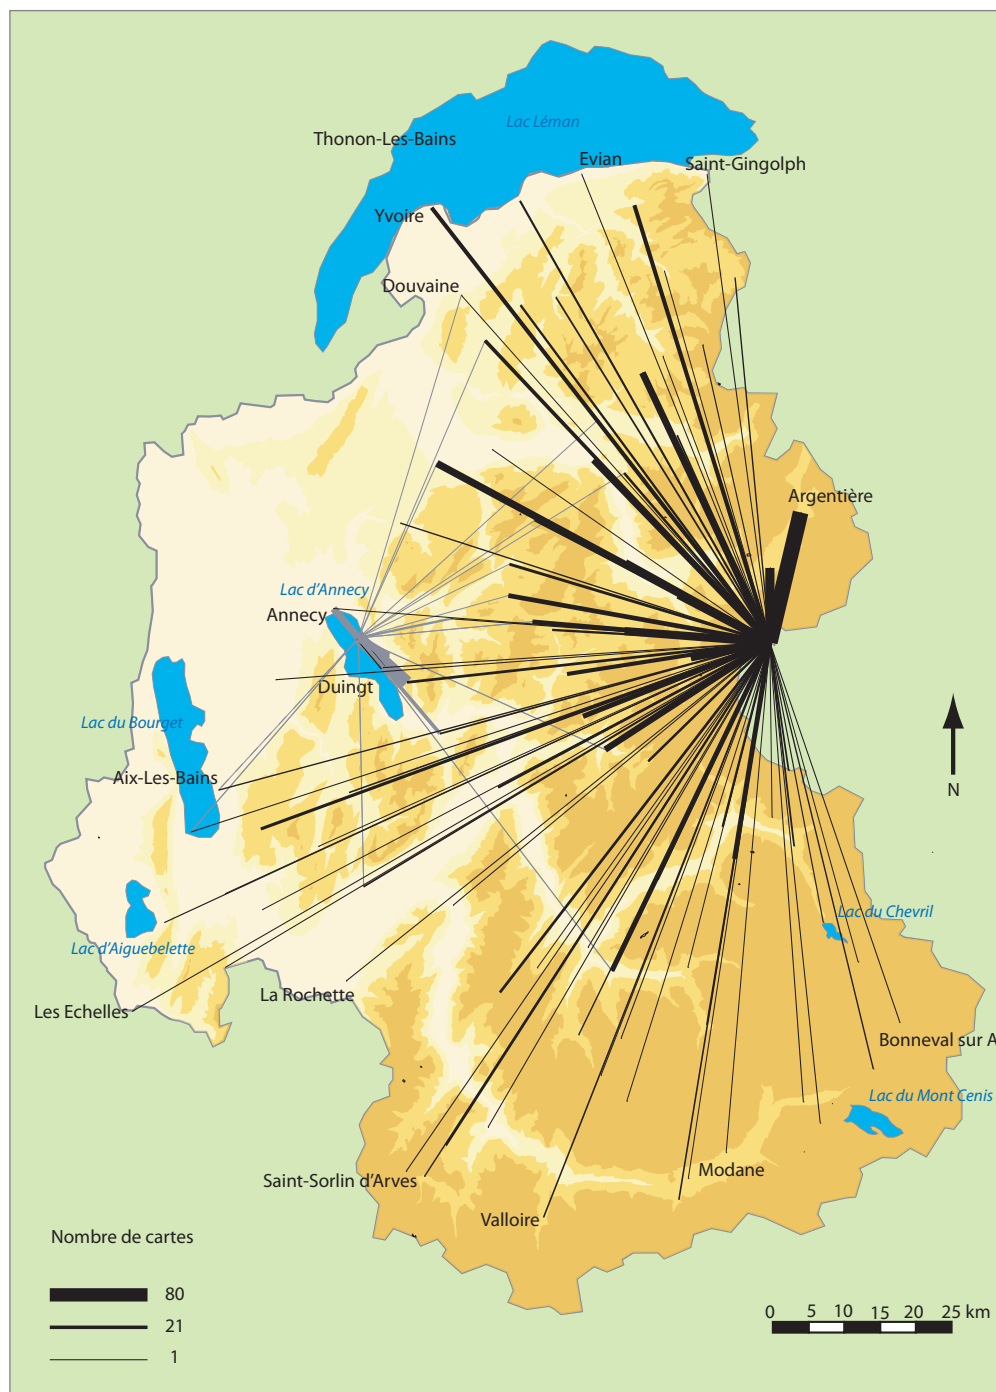 Lac Léman
Thonon-Les-Bains
Evian
Saint-Gingolph
Yvoire
Douvaine
Argentière
Lac d'Annecy
Annecy
Duingt
Lac du Bourget
Aix-Les-Bains
N
Lac du Chevril
Lac d'Aiguebelette
La Rochette
Les Echelles
Bonneval sur A
Lac du Mont Cenis
Modane
Saint-Sorlin d'Arves
Valloire
Nombre de cartes
80
21
1
0 5 10 15 20 25 km